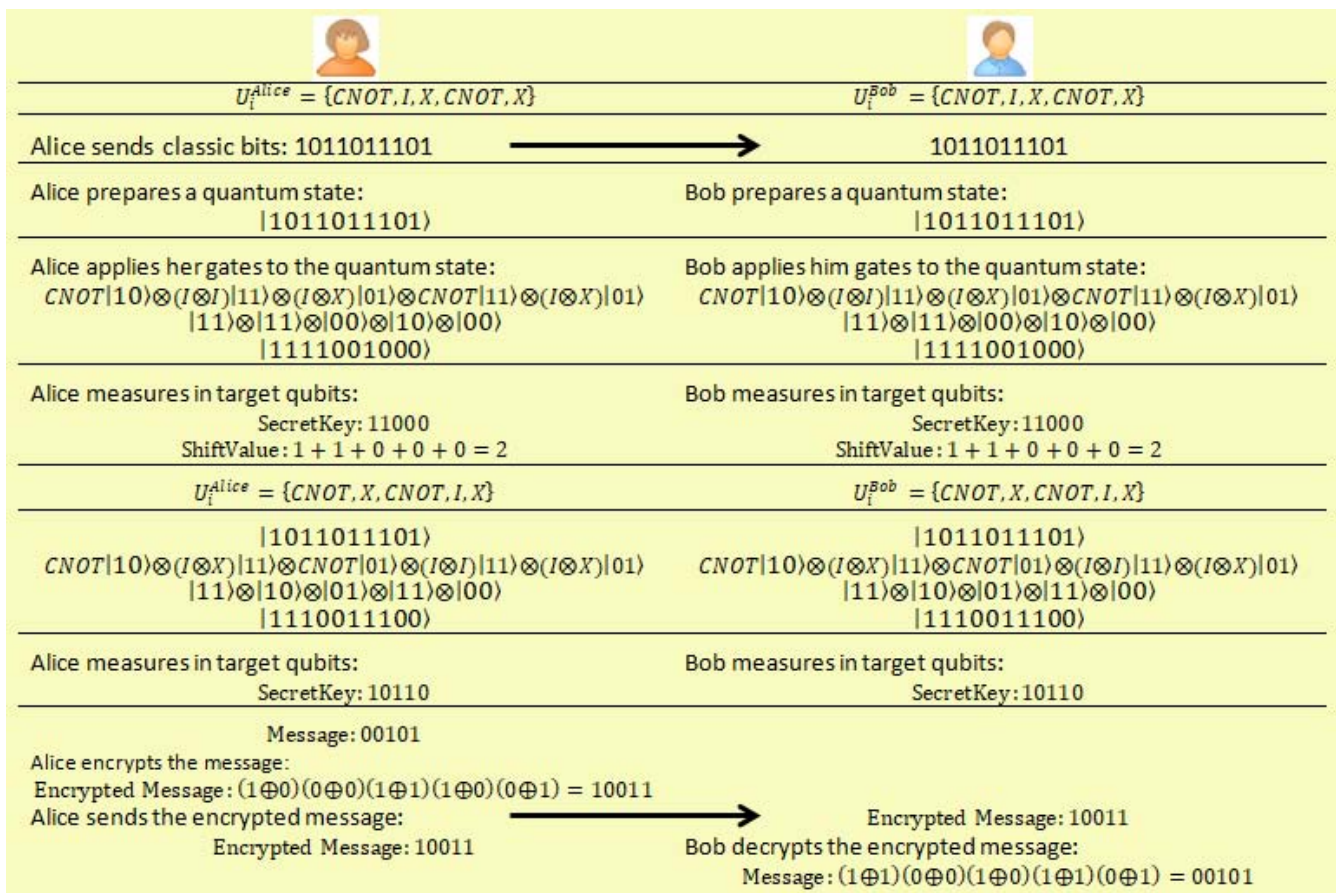 U_i^Alice = {CNOT, I, X, CNOT, X}
U_i^Bob = {CNOT, I, X, CNOT, X}
Alice sends classic bits: 1011011101
1011011101
Alice prepares a quantum state:
|1011011101⟩
Bob prepares a quantum state:
|1011011101⟩
Alice applies her gates to the quantum state:
CNOT|10⟩⊗(I⊗I)|11⟩⊗(I⊗X)|01⟩⊗CNOT|11⟩⊗(I⊗X)|01⟩
|11⟩⊗|11⟩⊗|00⟩⊗|10⟩⊗|00⟩
|1111001000⟩
Bob applies him gates to the quantum state:
CNOT|10⟩⊗(I⊗I)|11⟩⊗(I⊗X)|01⟩⊗CNOT|11⟩⊗(I⊗X)|01⟩
|11⟩⊗|11⟩⊗|00⟩⊗|10⟩⊗|00⟩
|1111001000⟩
Alice measures in target qubits:
SecretKey: 11000
ShiftValue: 1 + 1 + 0 + 0 + 0 = 2
Bob measures in target qubits:
SecretKey: 11000
ShiftValue: 1 + 1 + 0 + 0 + 0 = 2
U_i^Alice = {CNOT, X, CNOT, I, X}
U_i^Bob = {CNOT, X, CNOT, I, X}
|1011011101⟩
CNOT|10⟩⊗(I⊗X)|11⟩⊗CNOT|01⟩⊗(I⊗I)|11⟩⊗(I⊗X)|01⟩
|11⟩⊗|10⟩⊗|01⟩⊗|11⟩⊗|00⟩
|1110011100⟩
|1011011101⟩
CNOT|10⟩⊗(I⊗X)|11⟩⊗CNOT|01⟩⊗(I⊗I)|11⟩⊗(I⊗X)|01⟩
|11⟩⊗|10⟩⊗|01⟩⊗|11⟩⊗|00⟩
|1110011100⟩
Alice measures in target qubits:
SecretKey: 10110
Bob measures in target qubits:
SecretKey: 10110
Message: 00101
Alice encrypts the message:
Encrypted Message: (1⊕0)(0⊕0)(1⊕1)(1⊕0)(0⊕1) = 10011
Alice sends the encrypted message:
Encrypted Message: 10011
Encrypted Message: 10011
Bob decrypts the encrypted message:
Message: (1⊕1)(0⊕0)(1⊕0)(1⊕1)(0⊕1) = 00101